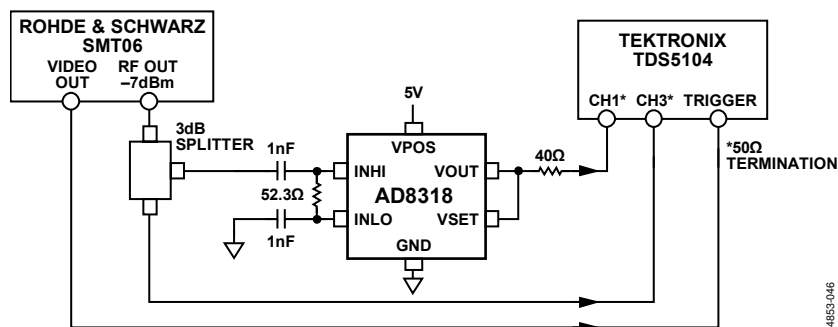 ROHDE & SCHWARZ
SMT06
VIDEO
OUT
RF OUT
–7dBm
TEKTRONIX
TDS5104
CH1* CH3* TRIGGER
*50Ω
TERMINATION
3dB
SPLITTER
5V
1nF
52.3Ω
1nF
VPOS
INHI
VOUT
AD8318
INLO
VSET
GND
40Ω
4853-046